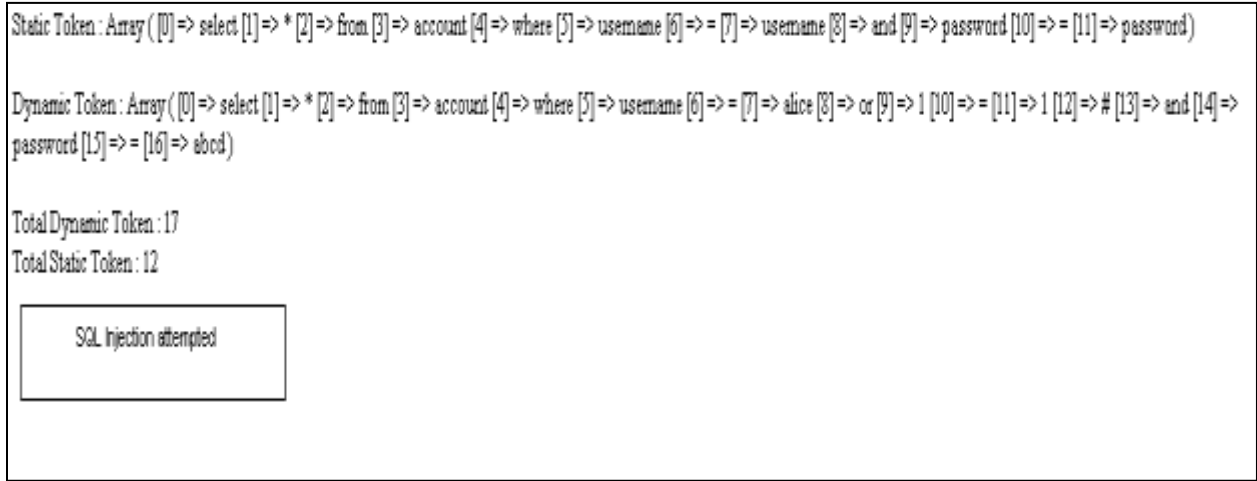 Static Token : Array ( [0] => select [1] => * [2] => from [3] => account [4] => where [5] => username [6] => = [7] => username [8] => and [9] => password [10] => = [11] => password )
Dynamic Token : Array ( [0] => select [1] => * [2] => from [3] => account [4] => where [5] => username [6] => = [7] => alice [8] => or [9] => 1 [10] => = [11] => 1 [12] => # [13] => and [14] =>
password [15] => = [16] => abcd )
Total Dynamic Token : 17
Total Static Token : 12
SQL Injection attempted